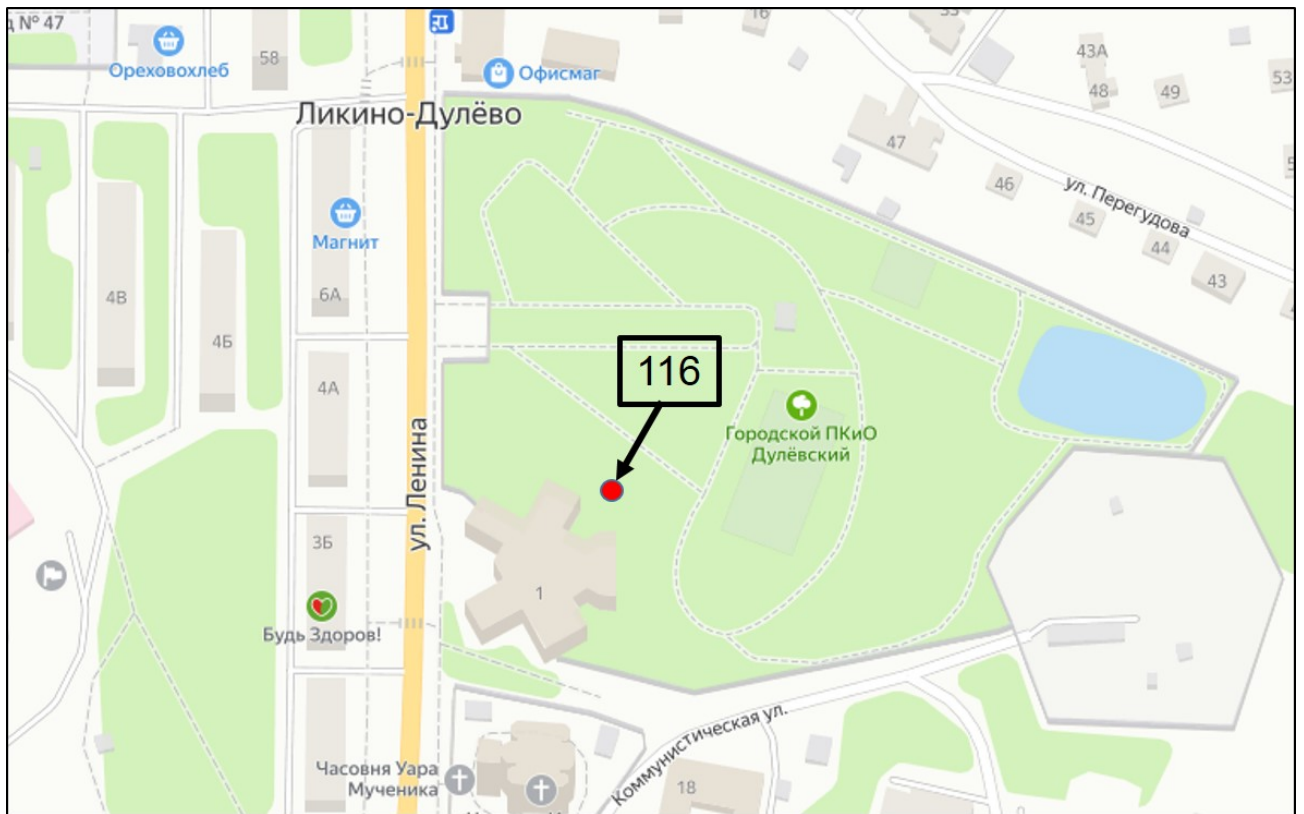 д № 47
Ореховохлеб
58
Офисмаг
16
33
43А
48
49
53
Ликино-Дулёво
47
46
ул. Перегудова
45
44
43
Магнит
6А
4В
4Б
4А
116
Городской ПКиО
Дулёвский
ул. Ленина
3Б
1
Будь Здоров!
Коммунистическая ул.
Часовня Уара
Мученика
18